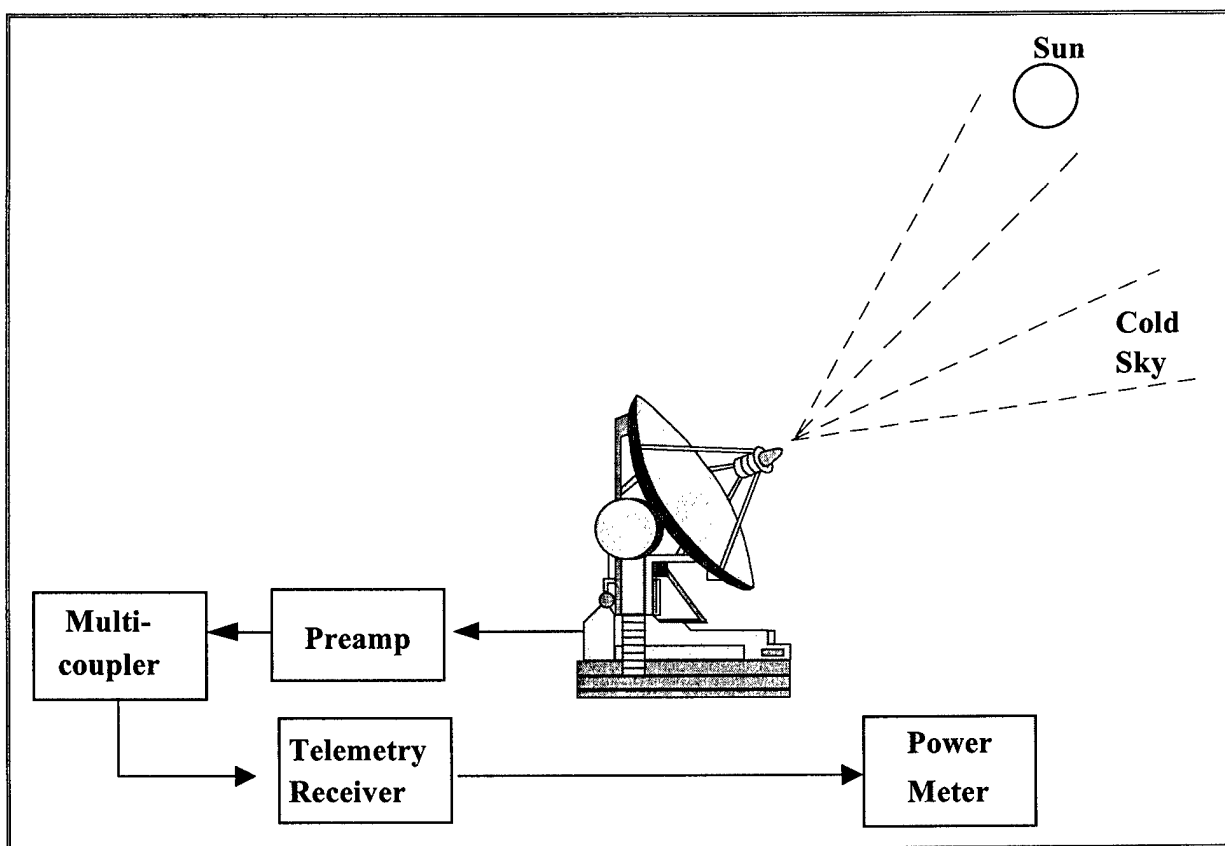 Sun
Cold
Sky
Multi-
coupler
Preamp
Telemetry
Receiver
Power
Meter